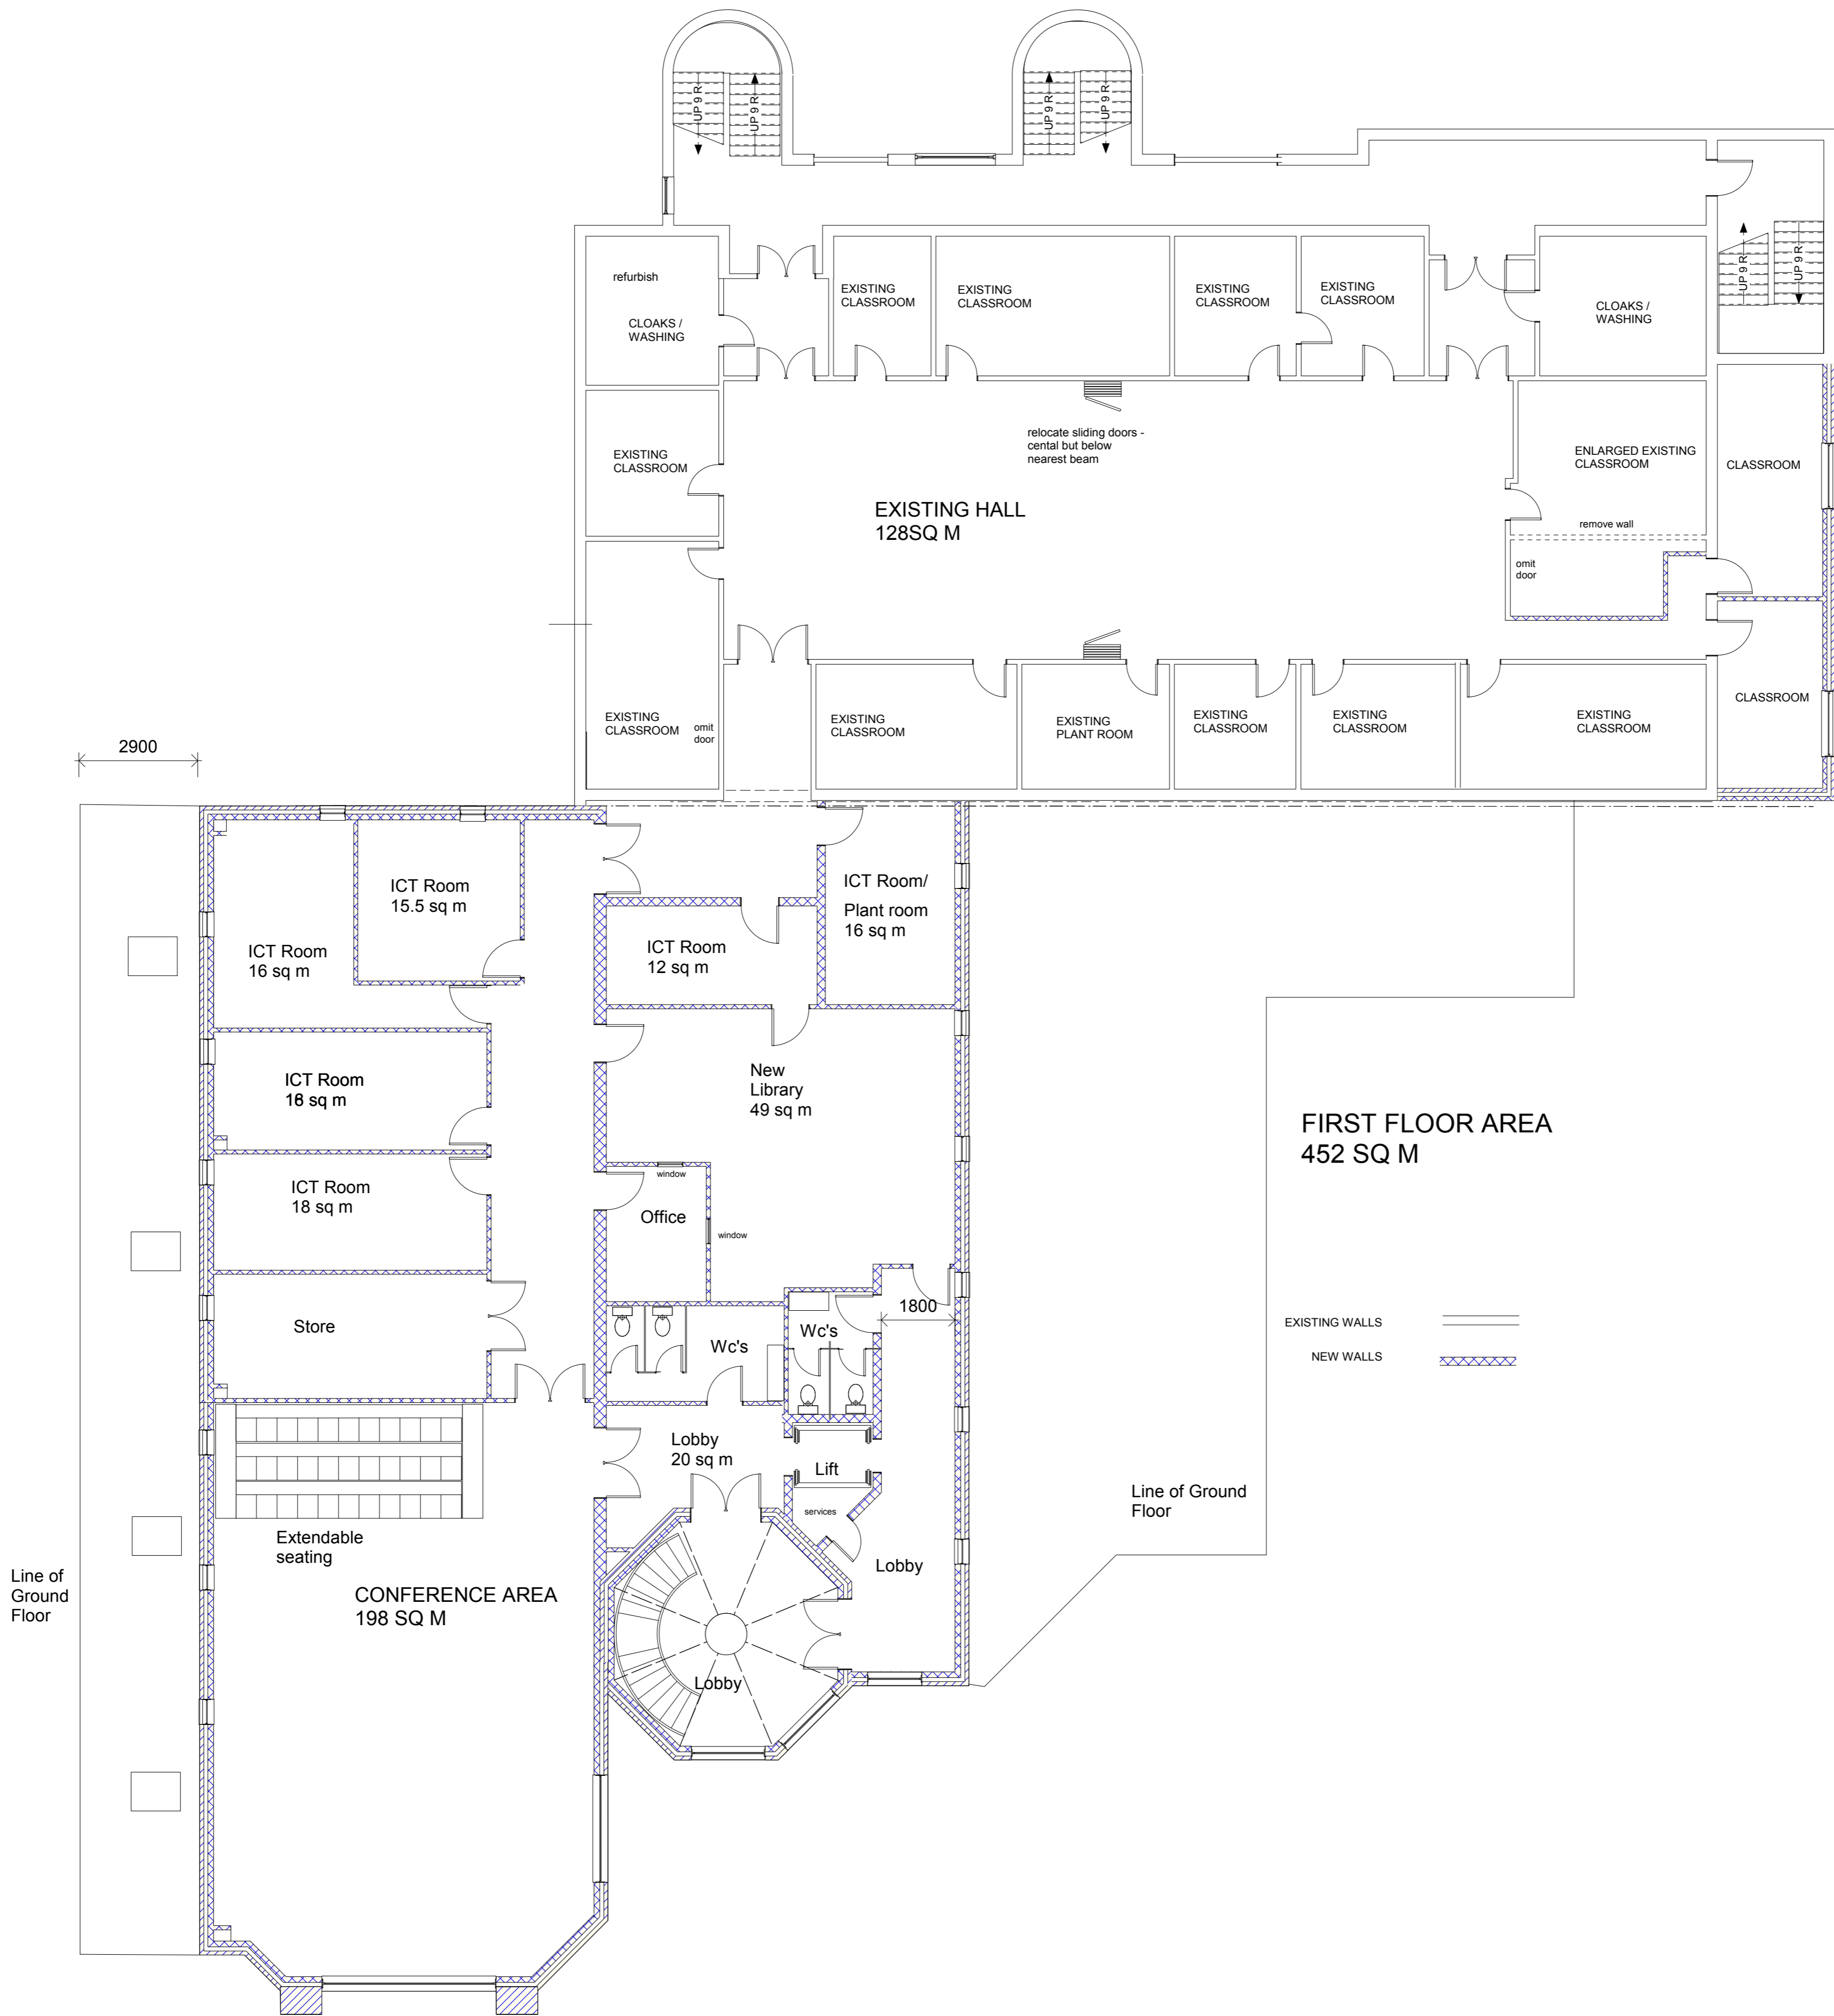 UP 9 R
UP 9 R
UP 9 R
UP 9 R
refurbish
CLOAKS /
WASHING
EXISTING
CLASSROOM
EXISTING
CLASSROOM
EXISTING
CLASSROOM
EXISTING
CLASSROOM
CLOAKS /
WASHING
UP 9 R
UP 9 R
EXISTING
CLASSROOM
relocate sliding doors -
cental but below
nearest beam
ENLARGED EXISTING
CLASSROOM
CLASSROOM
EXISTING HALL
128SQ M
remove wall
omit
door
EXISTING
CLASSROOM
omit
door
EXISTING
CLASSROOM
EXISTING
PLANT ROOM
EXISTING
CLASSROOM
EXISTING
CLASSROOM
EXISTING
CLASSROOM
CLASSROOM
2900
ICT Room
15.5 sq m
ICT Room/
Plant room
16 sq m
ICT Room
16 sq m
ICT Room
12 sq m
ICT Room
sq m
New
Library
49 sq m
FIRST FLOOR AREA
452 SQ M
ICT Room
18 sq m
window
Office
window
1800
Store
Wc's
Wc's
EXISTING WALLS
NEW WALLS
Lobby
20 sq m
Lift
services
Line of Ground
Floor
Extendable
seating
Lobby
Line of
Ground
Floor
CONFERENCE AREA
198 SQ M
Lobby